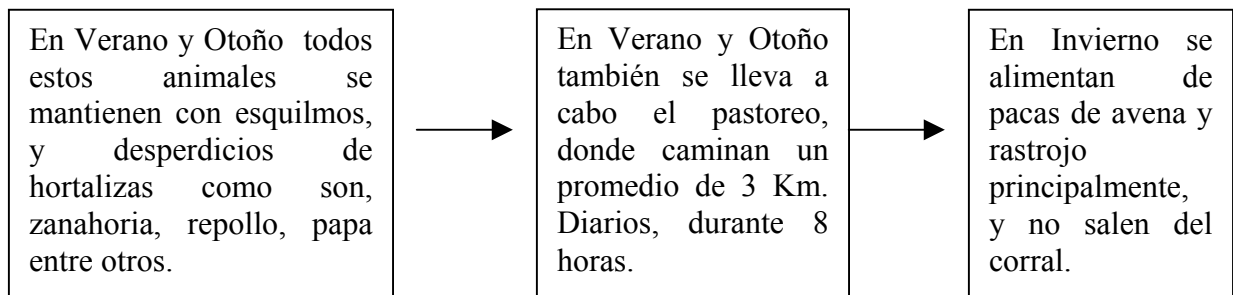 En Verano y Otoño todos
estos animales se
mantienen con esquilmos,
y desperdicios de
hortalizas como son,
zanahoria, repollo, papa
entre otros.
En Verano y Otoño
también se lleva a
cabo el pastoreo,
donde caminan un
promedio de 3 Km.
Diarios, durante 8
horas.
En Invierno se
alimentan de
pacas de avena y
rastrojo
principalmente,
y no salen del
corral.